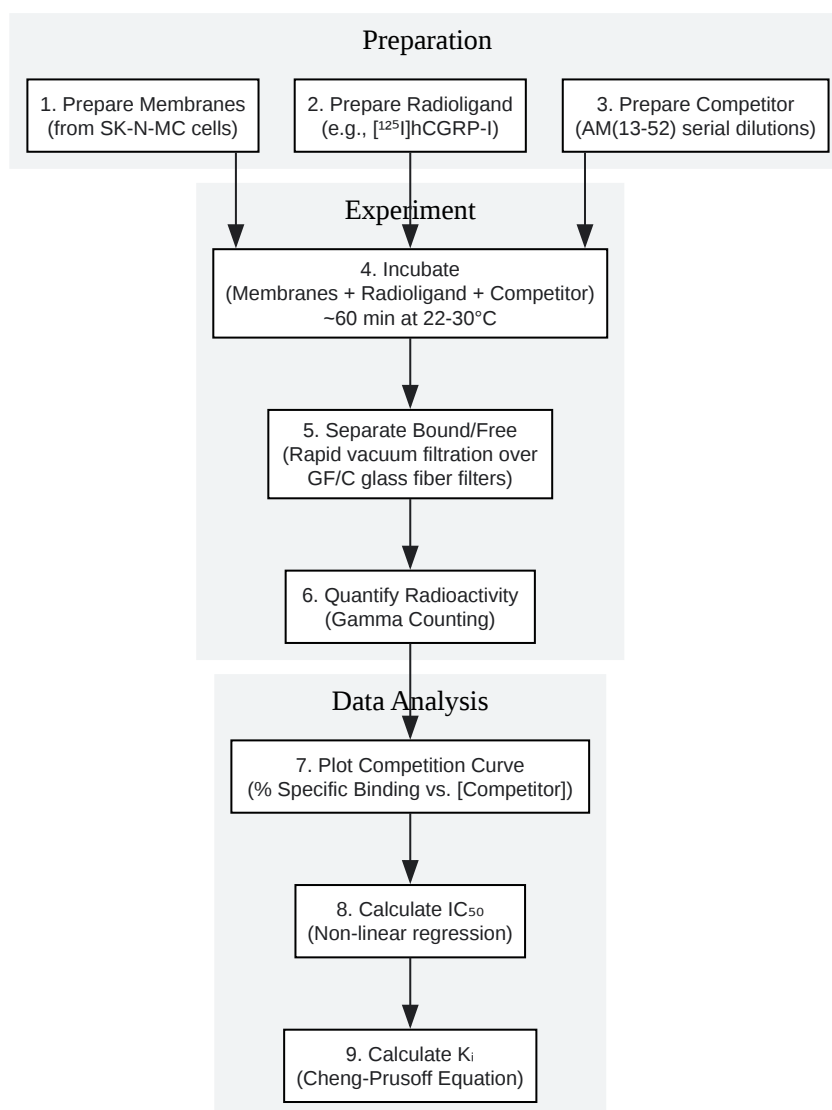 Preparation
1. Prepare Membranes
(from SK-N-MC cells)
2. Prepare Radioligand
(e.g., [¹²⁵I]hCGRP-I)
3. Prepare Competitor
(AM(13-52) serial dilutions)
Experiment
4. Incubate
(Membranes + Radioligand + Competitor)
~60 min at 22-30°C
5. Separate Bound/Free
(Rapid vacuum filtration over
GF/C glass fiber filters)
6. Quantify Radioactivity
(Gamma Counting)
Data Analysis
7. Plot Competition Curve
(% Specific Binding vs. [Competitor])
8. Calculate IC₅₀
(Non-linear regression)
9. Calculate Kᵢ
(Cheng-Prusoff Equation)